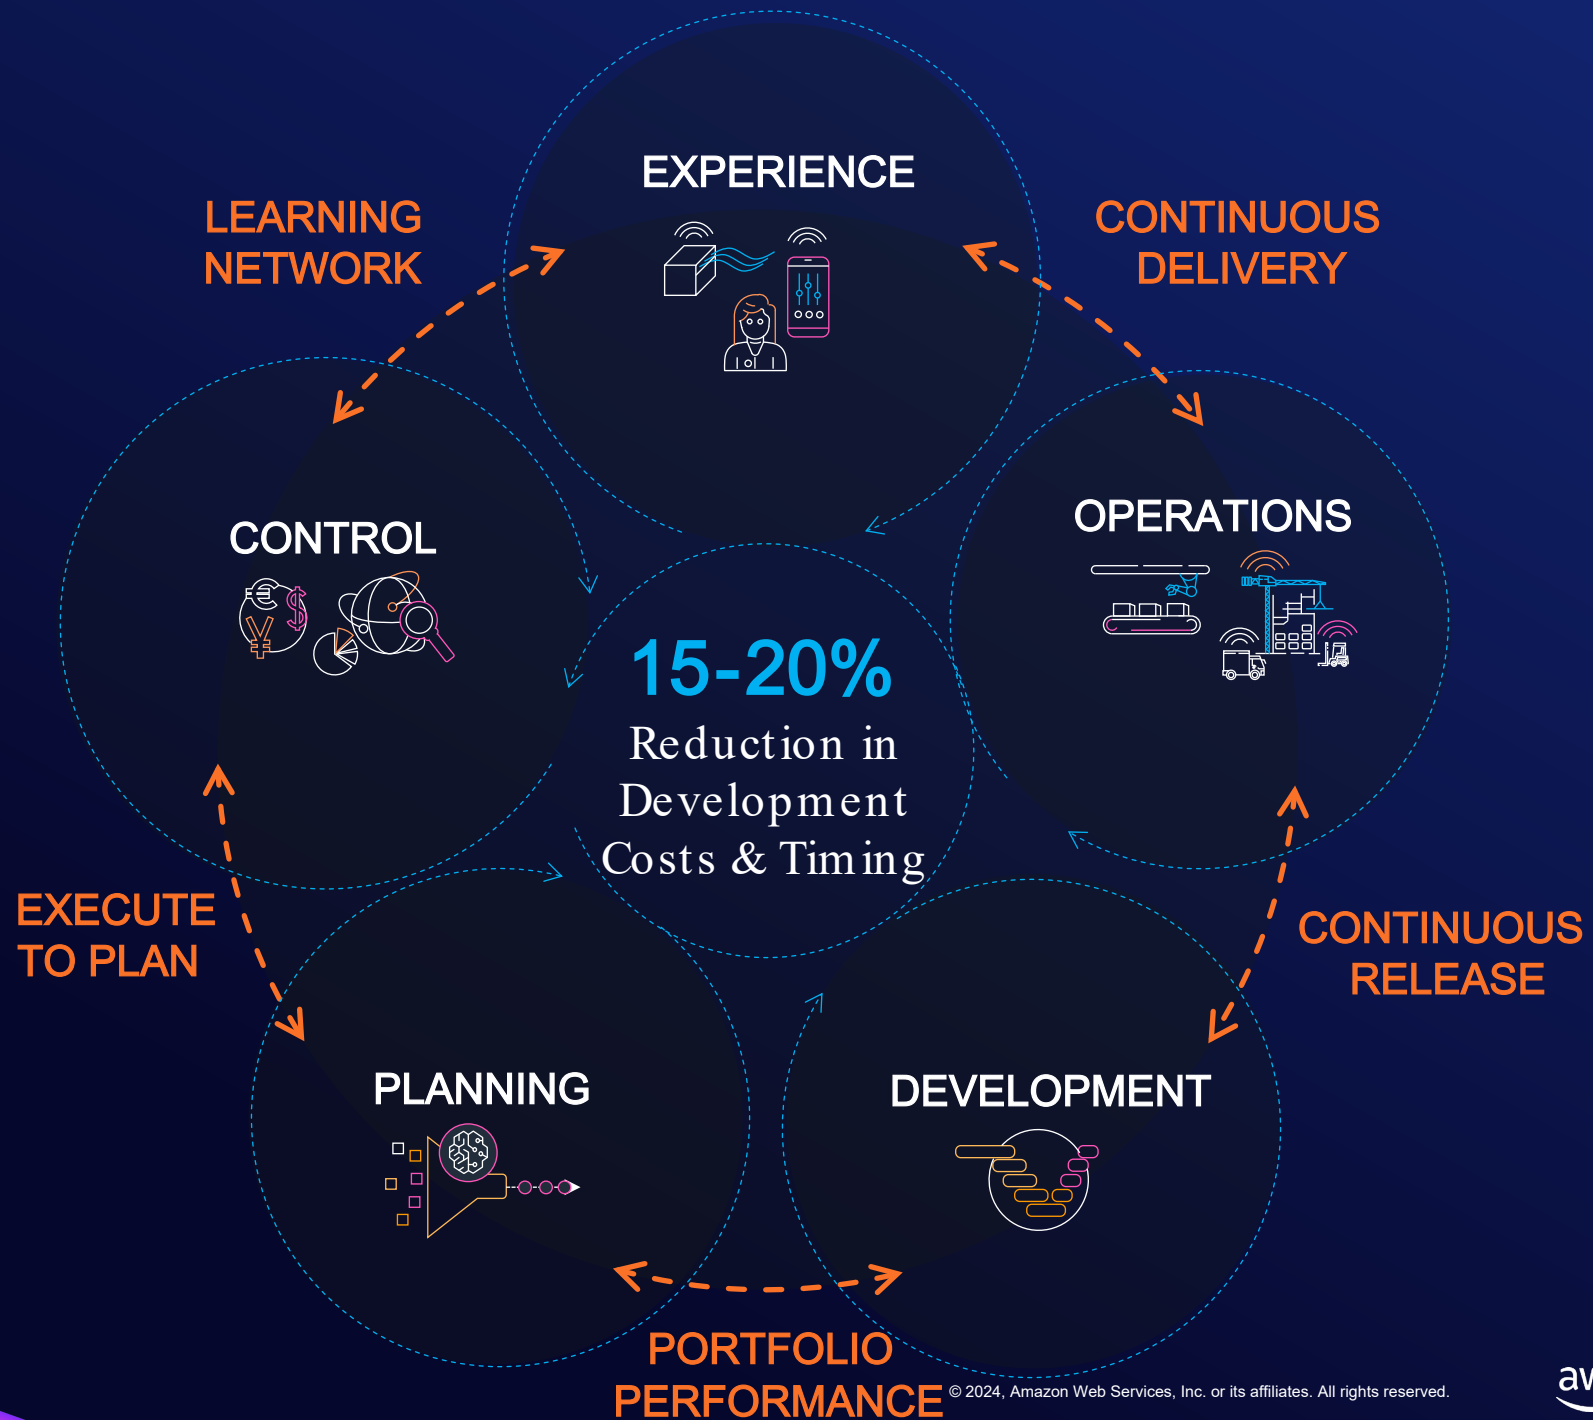 EXPERIENCE
LEARNING
NETWORK
CONTINUOUS
DELIVERY
CONTROL
OPERATIONS
15-20%
Reduction in
Development
Costs & Timing
EXECUTE
TO PLAN
CONTINUOUS
RELEASE
PLANNING
DEVELOPMENT
PORTFOLIO
PERFORMANCE
© 2024, Amazon Web Services, Inc. or its affiliates. All rights reserved.